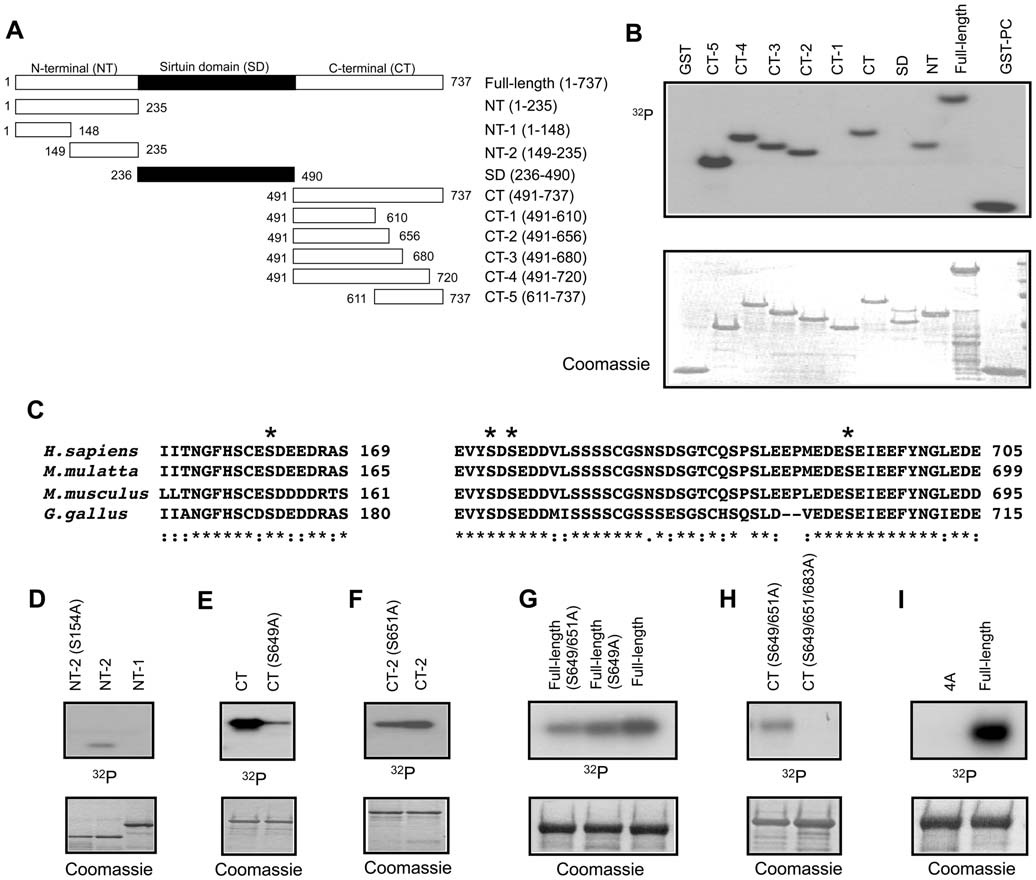 A
N-terminal (NT) Sirtuin domain (SD) C-terminal (CT)
1 737 Full-length (1-737)
1 235 NT (1-235)
1 148 NT-1 (1-148)
149 235 NT-2 (149-235)
236 490 SD (236-490)
491 737 CT (491-737)
491 610 CT-1 (491-610)
491 656 CT-2 (491-656)
491 680 CT-3 (491-680)
491 720 CT-4 (491-720)
611 737 CT-5 (611-737)
B
GST CT-5 CT-4 CT-3 CT-2 CT-1 CT SD NT Full-length GST-PC
32P
Coomassie
C
* * * *
H.sapiens IITNGFHSCESDEEDRAS 169 EVYSDSEDDVLSSSSCGSNSDSGTCQSPSLEEPMEDESEIEEFYNGLEDE 705
M.mulatta IITNGFHSCESDEEDRAS 165 EVYSDSEDDVLSSSSCGSNSDSGTCQSPSLEEPMEDESEIEEFYNGLEDE 699
M.musculus LLTNGFHSCESDDDDRTS 161 EVYSDSEDDVLSSSSCGSNSDSGTCQSPSLEEPLEDESEIEEFYNGLEDD 695
G.gallus IIANGFHSCDSDEDDRAS 180 EVYSDSEDDMISSSSCGSSSESGSCHSQSLD--VEDESEIEEFYNGIEDE 715
:::******:**::**:* *********::******.*:**:*:* **: :************:**:
D
NT-2 (S154A)
NT-2
NT-1
32P
Coomassie
E
CT
CT (S649A)
32P
Coomassie
F
CT-2 (S651A)
CT-2
32P
Coomassie
G
Full-length (S649/651A)
Full-length (S649A)
Full-length
32P
Coomassie
H
CT (S649/651A)
CT (S649/651/683A)
32P
Coomassie
I
4A
Full-length
32P
Coomassie